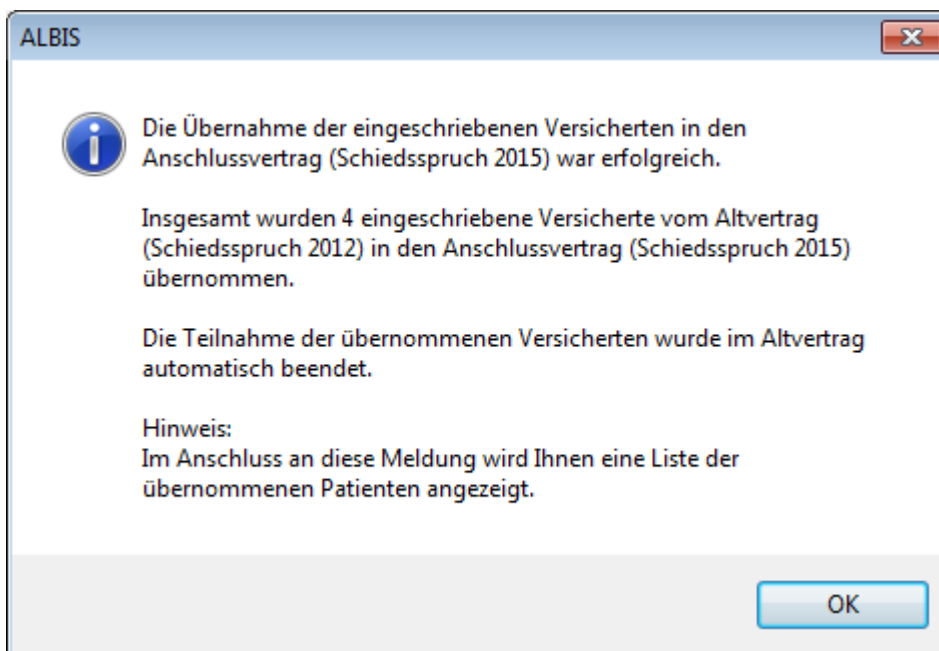 ALBIS
Die Übernahme der eingeschriebenen Versicherten in den
Anschlussvertrag (Schiedsspruch 2015) war erfolgreich.
Insgesamt wurden 4 eingeschriebene Versicherte vom Altvertrag
(Schiedsspruch 2012) in den Anschlussvertrag (Schiedsspruch 2015)
übernommen.
Die Teilnahme der übernommenen Versicherten wurde im Altvertrag
automatisch beendet.
Hinweis:
Im Anschluss an diese Meldung wird Ihnen eine Liste der
übernommenen Patienten angezeigt.
OK